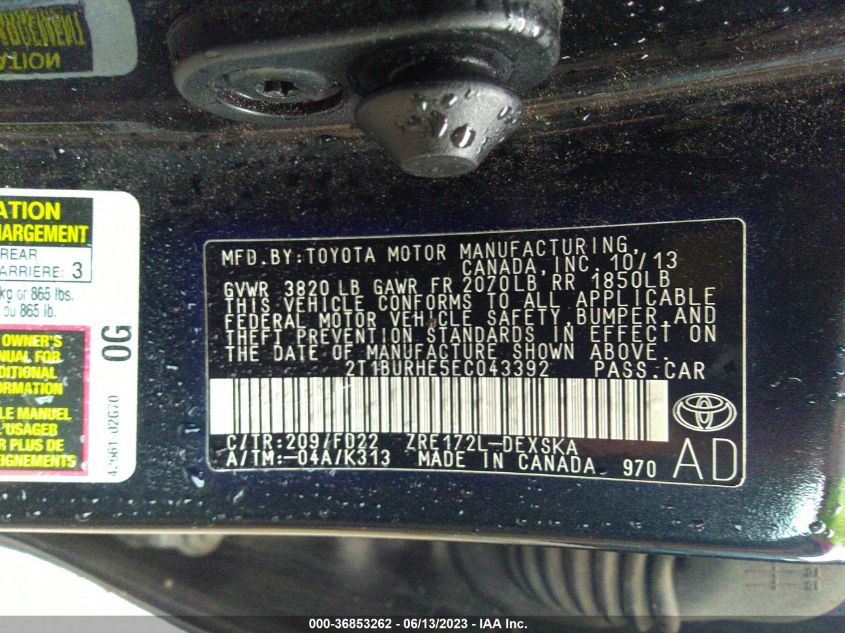 ATION
ATION
HARGEMENT
REAR
ARRIERE: 3
kg or 865 lbs.
ou 865 lb.
OWNER'S
NUAL FOR
DITIONAL
ORMATION
LE MANUEL
'USAGER
R PLUS DE
EIGNEMENTS
0G
MFD.BY:TOYOTA MOTOR MANUFACTURING,
CANADA, INC. 10/13
GVWR 3820 LB GAWR FR 2070LB RR 1850LB
THIS VEHICLE CONFORMS TO ALL APPLICABLE
FEDERAL MOTOR VEHICLE SAFETY, BUMPER, AND
THEFT PREVENTION STANDARDS IN EFFECT ON
THE DATE OF MANUFACTURE SHOWN ABOVE.
2T1BURHE5EC043392 PASS.CAR
C/TR:209/FD22 ZRE172L-DEXSKA
A/TM:-04A/K313 MADE IN CANADA 970
AD
000-36853262 - 06/13/2023 - IAA Inc.